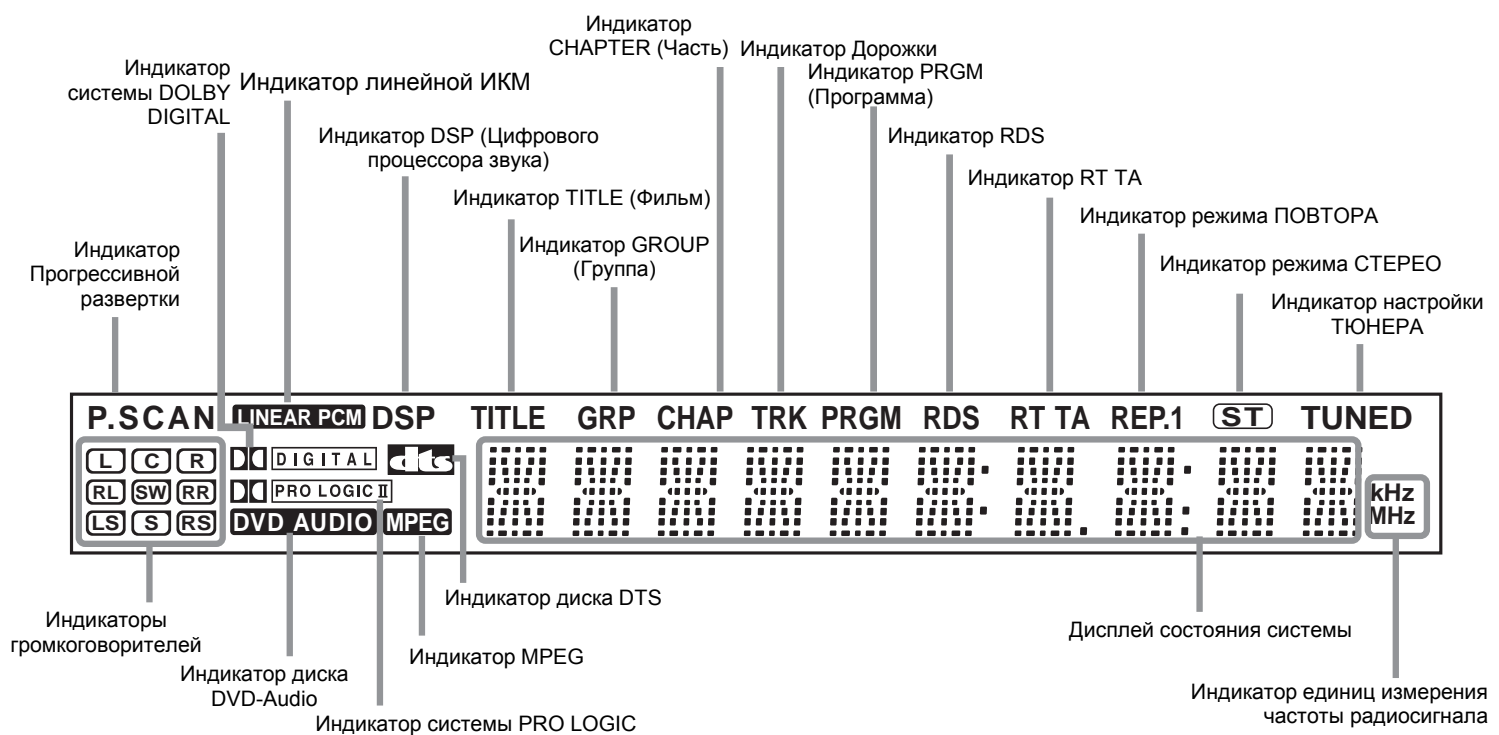 Индикатор
CHAPTER (Часть)
Индикатор Дорожки
Индикатор PRGM
(Программа)
Индикатор
системы DOLBY
DIGITAL
Индикатор линейной ИКМ
Индикатор DSP (Цифрового
процессора звука)
Индикатор RDS
Индикатор TITLE (Фильм)
Индикатор RT TA
Индикатор GROUP
(Группа)
Индикатор режима ПОВТОРА
Индикатор
Прогрессивной
развертки
Индикатор режима СТЕРЕО
Индикатор настройки
ТЮНЕРА
P.SCAN LINEAR PCM DSP TITLE GRP CHAP TRK PRGM RDS RT TA REP.1 ST TUNED
L C R DIGITAL dts
RL SW RR PRO LOGIC II
LS S RS DVD AUDIO MPEG
kHz
MHz
Индикаторы
громкоговорителей
Индикатор диска DTS
Индикатор MPEG
Индикатор диска
DVD-Audio
Индикатор системы PRO LOGIC
Дисплей состояния системы
Индикатор единиц измерения
частоты радиосигнала